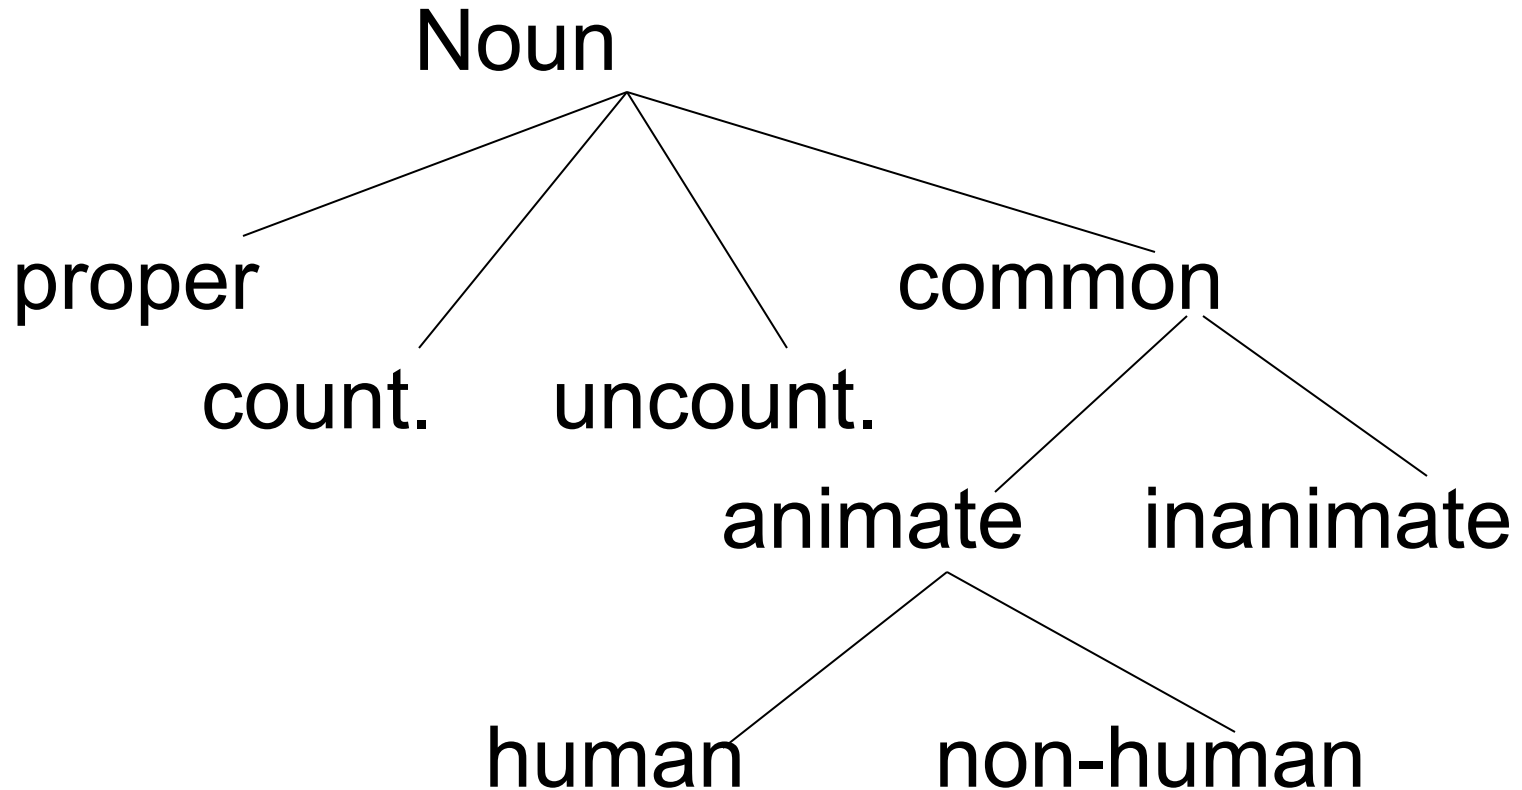 Noun
proper common
count. uncount.
animate inanimate
human non-human